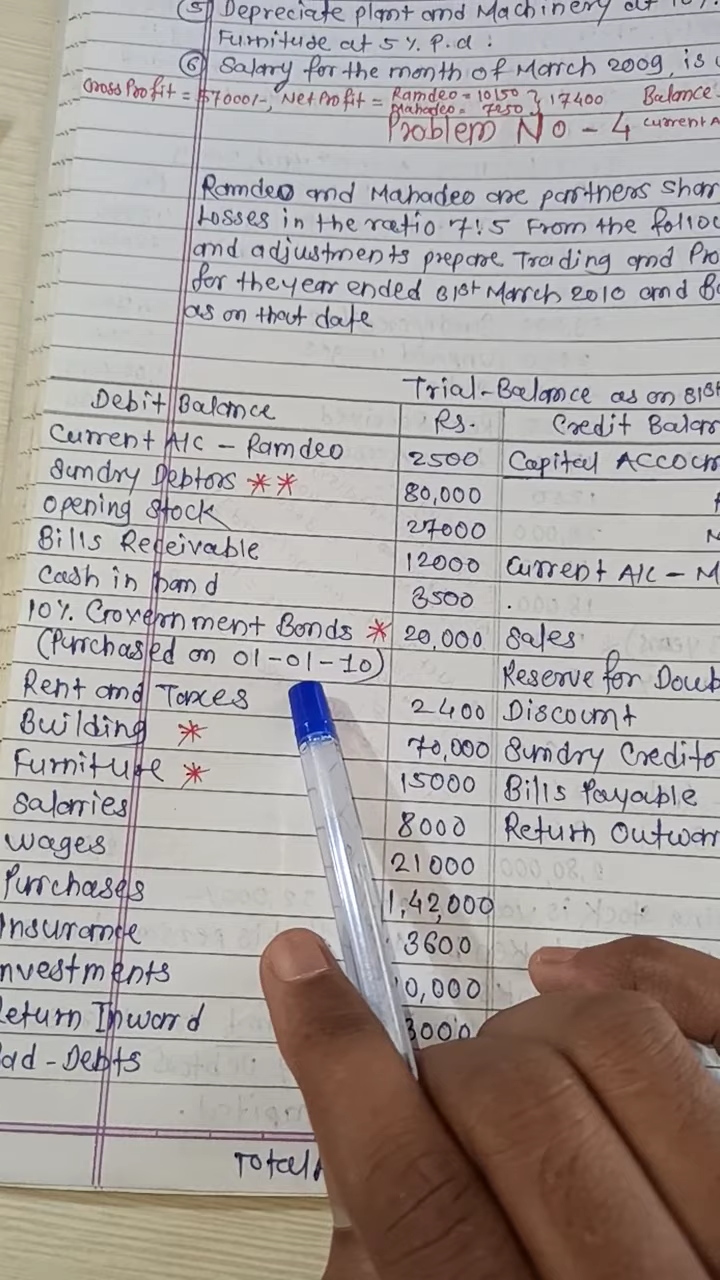 (5) Depreciate plant and Machinery at 10%.
Furniture at 5%. P.a :
(6) Salary for the month of March 2009, is
Gross Profit = 57000/-; Net Profit = Ramdeo = 10150 Mahadeo = 7250 } 17400 Balance
Problem No - 4 Current A
Ramdeo and Mahadeo are partners Shar
Losses in the ratio 7:5 From the follo
and adjustments prepare Trading and Pro
for the year ended 31st March 2010 and B
as on that date
Trial-Balance as on 31st
Debit Balance Rs. Credit Balan
Current A/C - Ramdeo 2500 Capital ACCOU
Sundry Debtors ** 80,000
Opening Stock 27000
Bills Receivable 12000 Current A/C - M
Cash in hand 3500 .
10% Government Bonds * 20,000 Sales
(Purchased on 01-01-10) Reserve for Doub
Rent and Taxes 2400 Discount
Building * 70,000 Sundry Credito
Furniture * 15000 Bills Payable
Salaries 8000 Return Outwar
Wages 21000
Purchases 1,42,000
Insurance 3600
nvestments 0,000
eturn Inward 3000
ad-Debts
Total